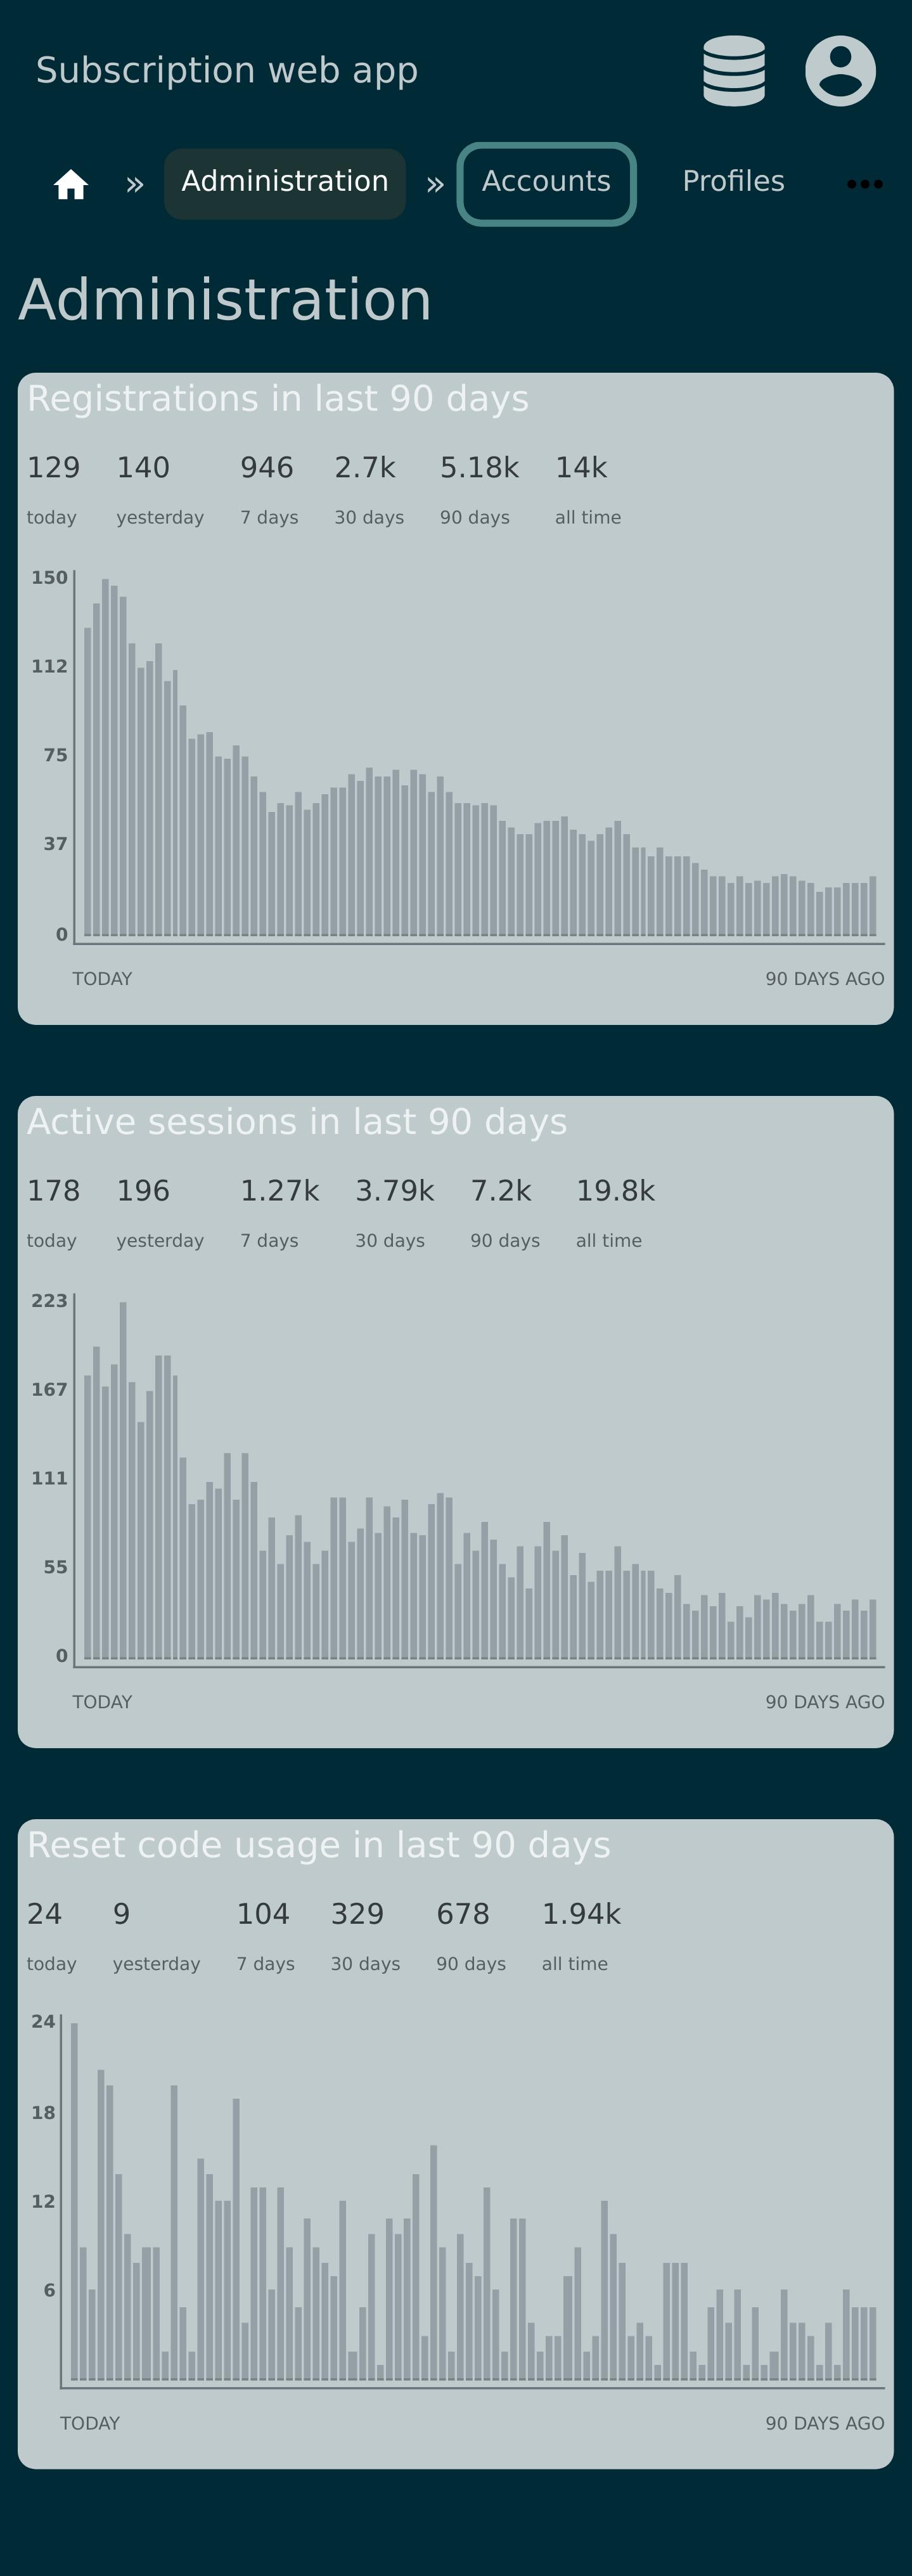 Subscription web app
» Administration » Accounts Profiles •••
Administration
Registrations in last 90 days
129 140 946 2.7k 5.18k 14k
today yesterday 7 days 30 days 90 days all time
150
112
75
37
0
TODAY 90 DAYS AGO
Active sessions in last 90 days
178 196 1.27k 3.79k 7.2k 19.8k
today yesterday 7 days 30 days 90 days all time
223
167
111
55
0
TODAY 90 DAYS AGO
Reset code usage in last 90 days
24 9 104 329 678 1.94k
today yesterday 7 days 30 days 90 days all time
24
18
12
6
TODAY 90 DAYS AGO